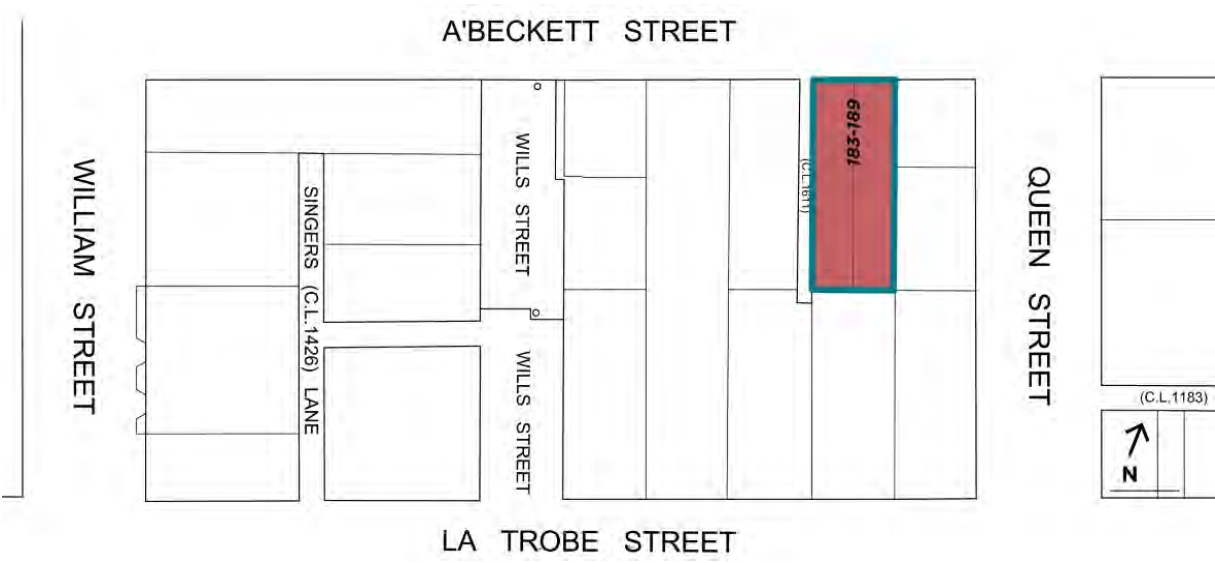 A'BECKETT STREET
WILLIAM STREET
SINGERS (C.L.1426) LANE
WILLS STREET
WILLS STREET
(C.L.1611)
183-189
QUEEN STREET
(C.L.1183)
N
LA TROBE STREET